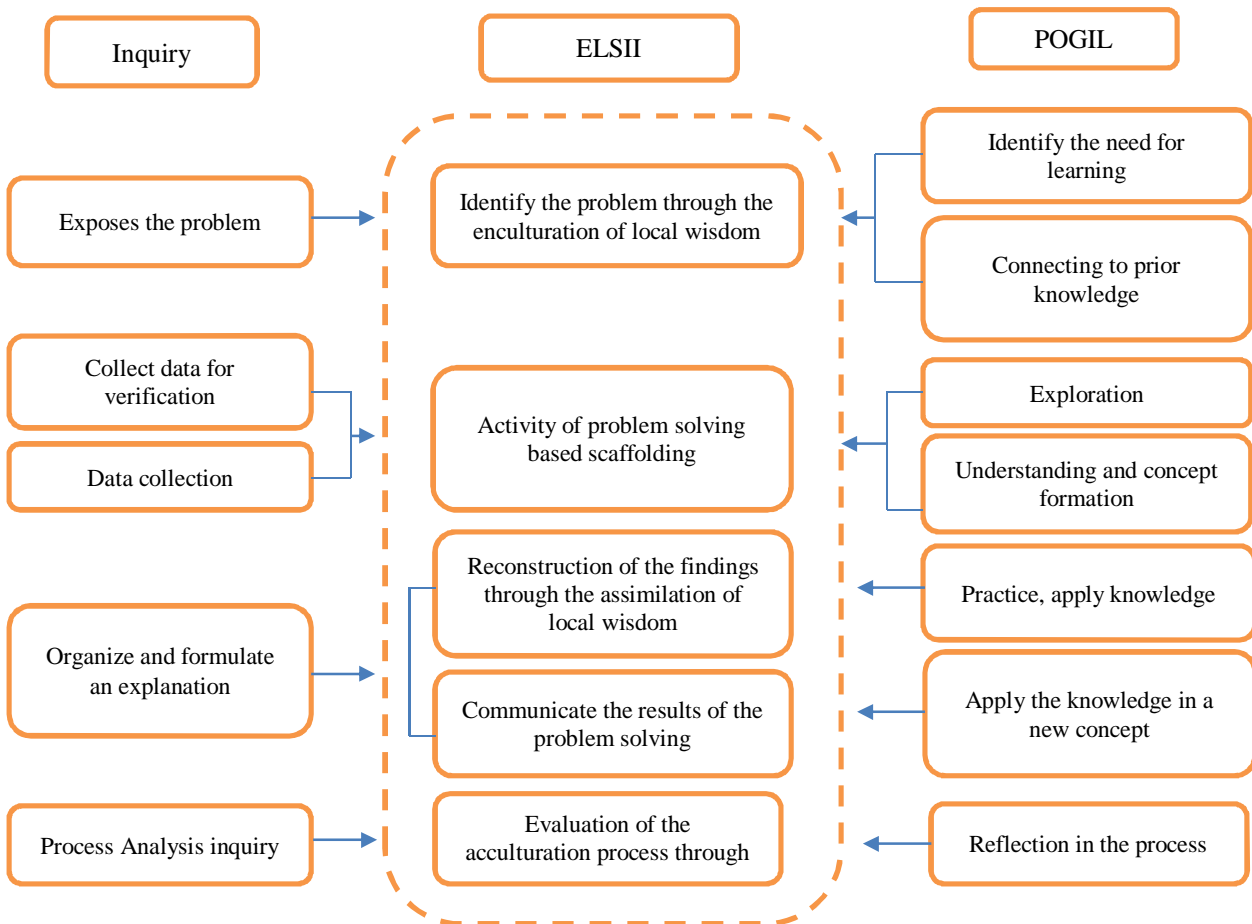 Inquiry
ELSII
POGIL
Exposes the problem
Collect data for
verification
Data collection
Organize and formulate
an explanation
Process Analysis inquiry
Identify the problem through the
enculturation of local wisdom
Activity of problem solving
based scaffolding
Reconstruction of the findings
through the assimilation of
local wisdom
Communicate the results of the
problem solving
Evaluation of the
acculturation process through
Identify the need for
learning
Connecting to prior
knowledge
Exploration
Understanding and concept
formation
Practice, apply knowledge
Apply the knowledge in a
new concept
Reflection in the process